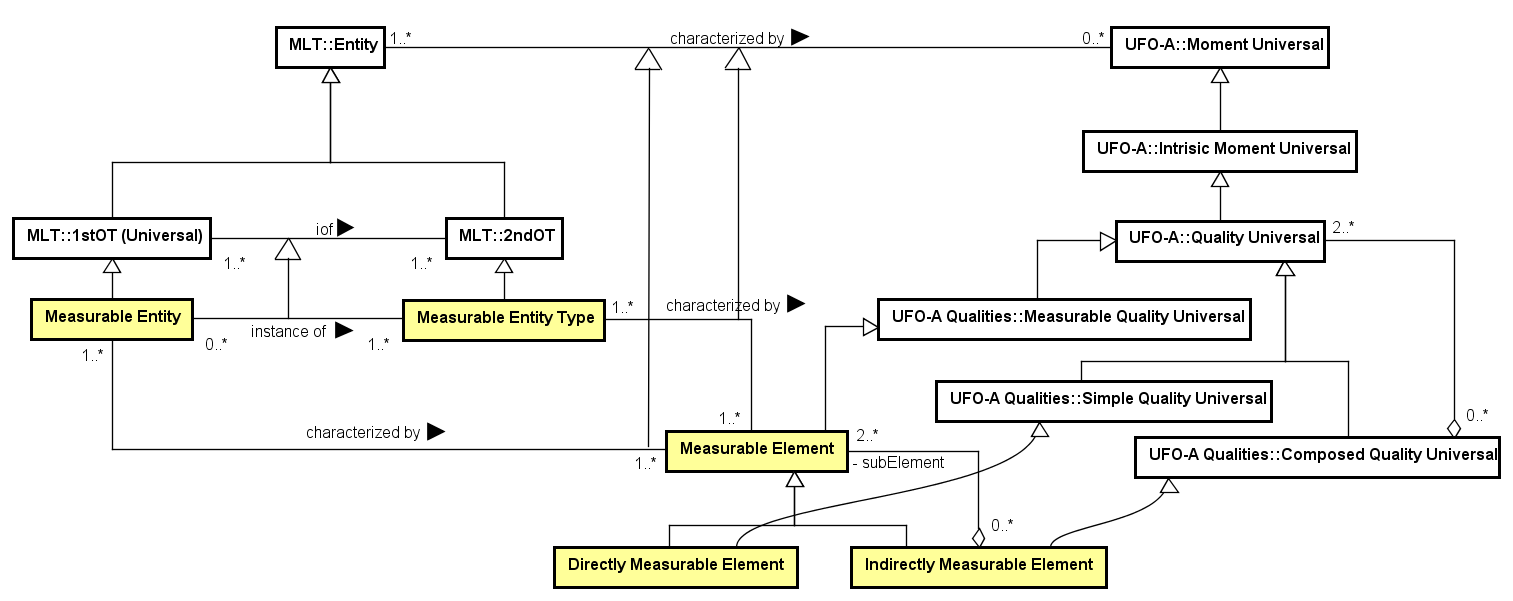 MLT::Entity
1..*
characterized by
0..*
UFO-A::Moment Universal
UFO-A::Intrisic Moment Universal
MLT::1stOT (Universal)
iof
MLT::2ndOT
UFO-A::Quality Universal
2..*
1..*
1..*
Measurable Entity
instance of
0..*
1..*
Measurable Entity Type
1..*
characterized by
UFO-A Qualities::Measurable Quality Universal
1..*
UFO-A Qualities::Simple Quality Universal
0..*
characterized by
1..*
1..*
Measurable Element
2..*
- subElement
UFO-A Qualities::Composed Quality Universal
0..*
Directly Measurable Element
Indirectly Measurable Element